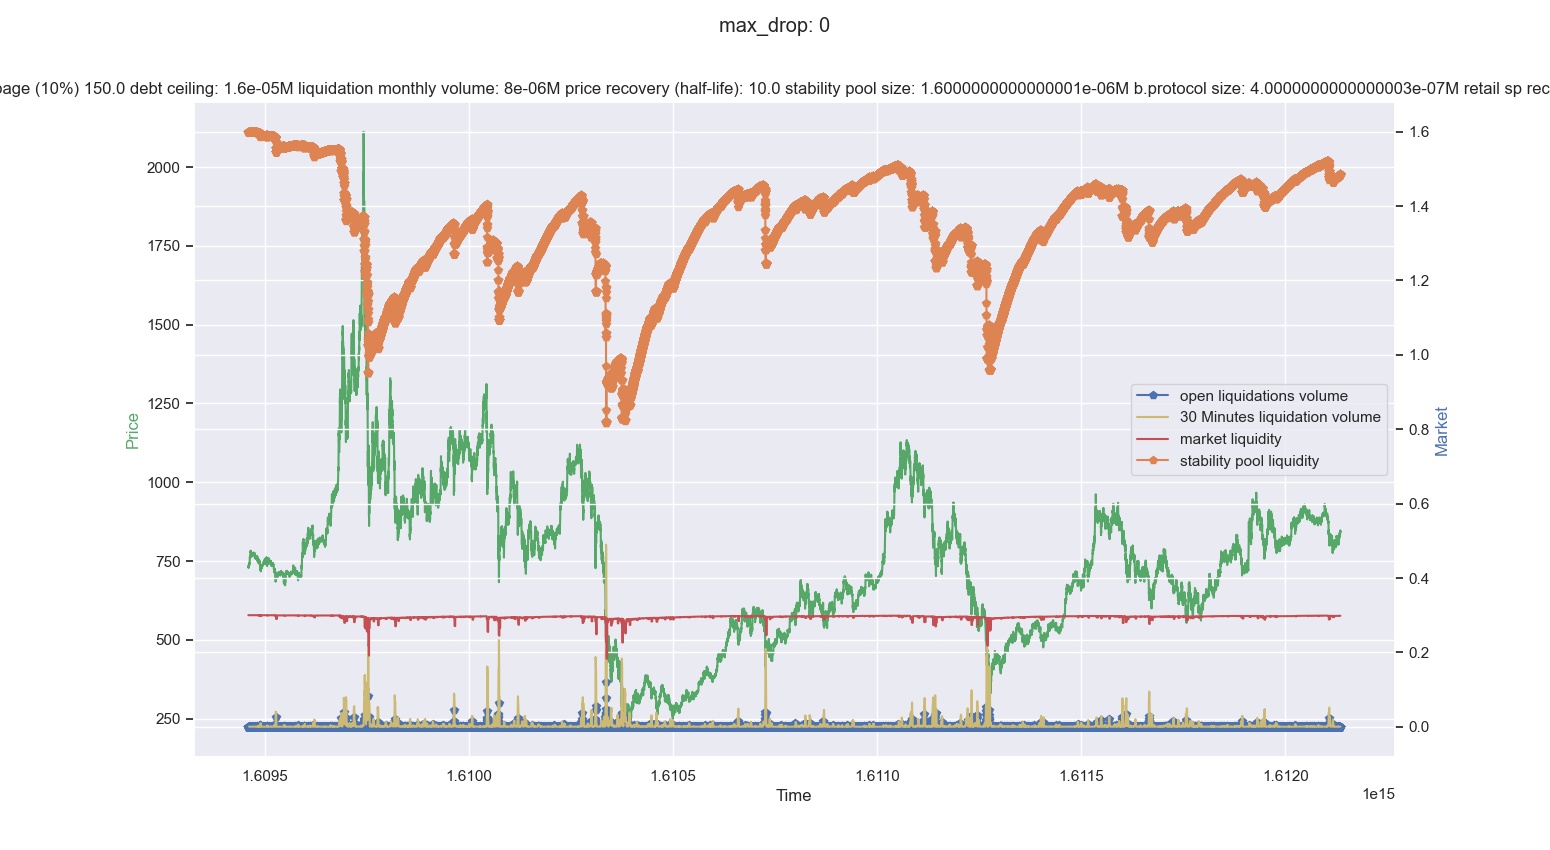 max_drop: 0
(10%) 150.0 debt ceiling: 1.6e-05M liquidation monthly volume: 8e-06M price recovery (half-life): 10.0 stability pool size: 1.6000000000000001e-06M b.protocol size: 4.0000000000000003e-07M retail sp rec
2000
1750
1500
1250
1000
750
500
250
Price
1.6
1.4
1.2
1.0
0.8
0.6
0.4
0.2
0.0
Market
open liquidations volume
30 Minutes liquidation volume
market liquidity
stability pool liquidity
1.6095 1.6100 1.6105 1.6110 1.6115 1.6120
Time
1e15